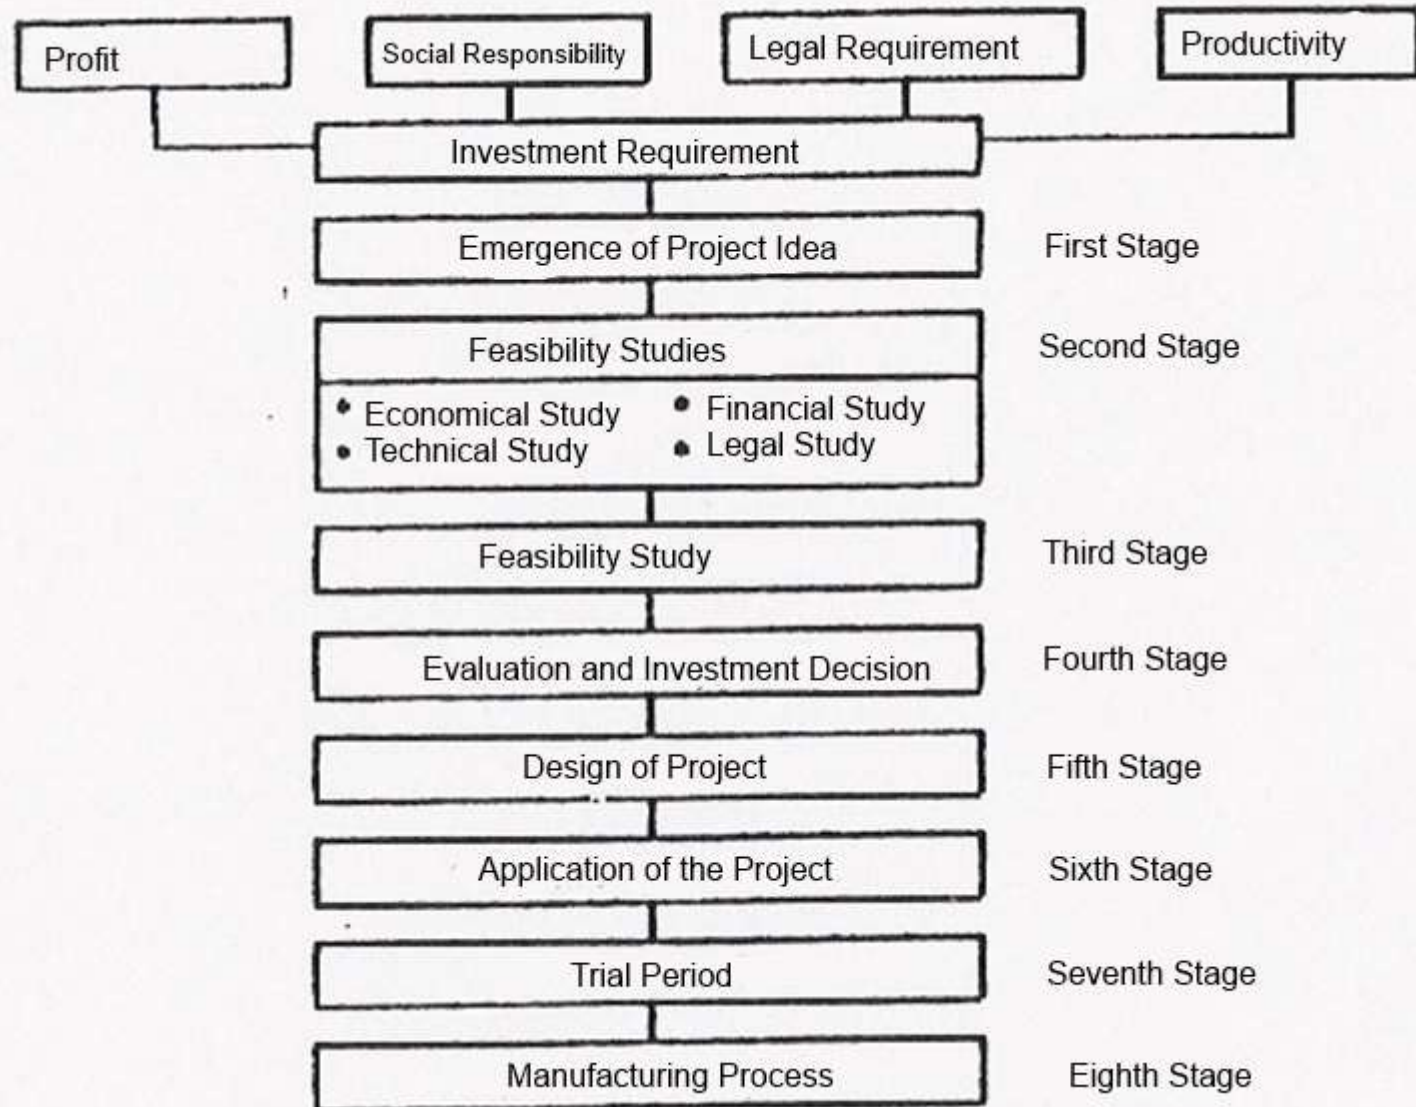 Profit
Social Responsibility
Legal Requirement
Productivity
Investment Requirement
Emergence of Project Idea
First Stage
Feasibility Studies
Second Stage
• Economical Study
• Financial Study
• Technical Study
• Legal Study
Feasibility Study
Third Stage
Evaluation and Investment Decision
Fourth Stage
Design of Project
Fifth Stage
Application of the Project
Sixth Stage
Trial Period
Seventh Stage
Manufacturing Process
Eighth Stage